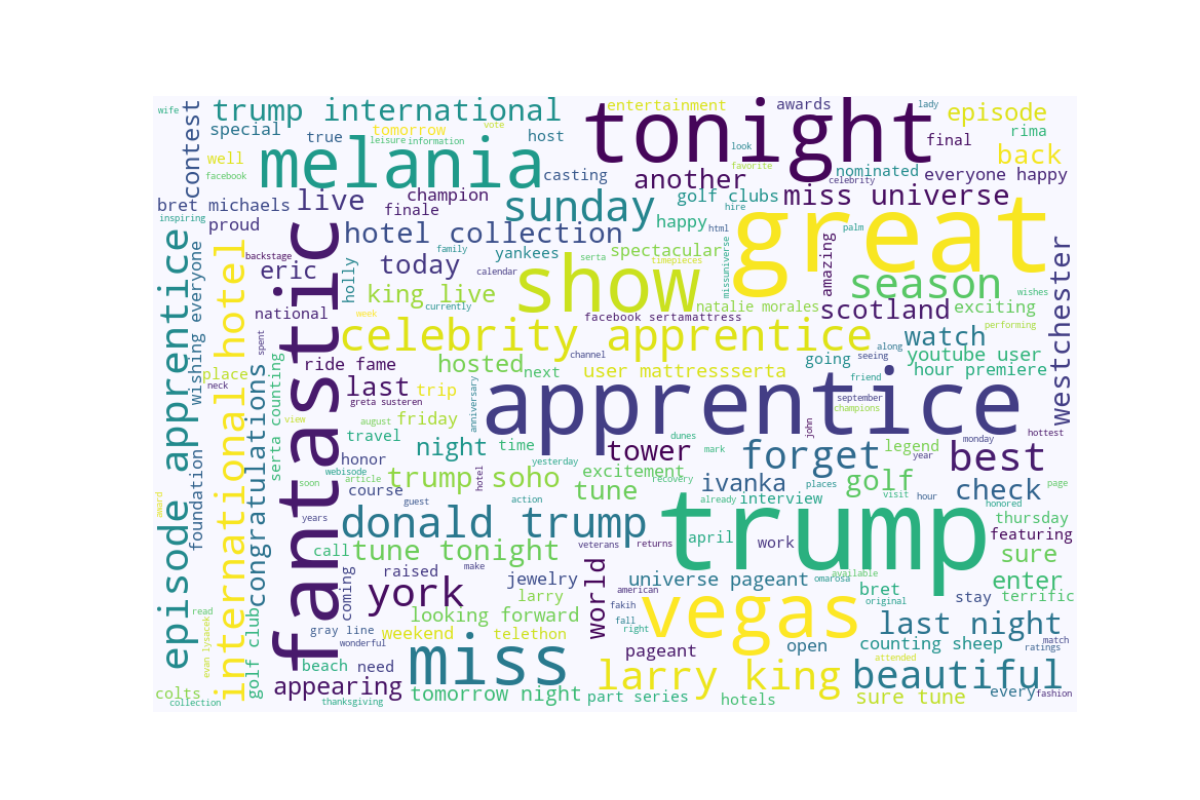 wife
trump international
entertainment
awards
lady
tonight
episode
special
true
tomorrow
vote
host
look
final
rima
leisure
information
contest
well
melania
casting
favorite
nominated
back
facebook
another
celebrity
everyone happy
bret michaels
live
champion
sunday
golf clubs
miss universe
finale
hire
great
inspiring
proud
fantastic
hotel collection
happy
html
palm
episode apprentice
wishing everyone
international hotel
backstage
family
yankees
spectacular
missuniverse
amazing
westchester
eric
holly
today
calendar
show
serta
timepieces
season
wishes
king live
currently
natalie morales
scotland
exciting
national
week
facebook sertamattress
performing
spent
celebrity apprentice
watch
along
ride fame
hosted
channel
going
seeing
youtube user
place
next
user mattressserta
hour premiere
neck
congratulations
serta counting
last
trip
friend
greta susteren
anniversary
apprentice
september
champions
hottest
view
august
friday
john
travel
night
time
dunes
tower
mark
forget
legend
monday
best
year
foundation
honor
webisode
yesterday
recovery
soon
article
trump soho
hotel
excitement
ivanka
places
golf
check
page
award
course
tune
already
interview
visit
hour
honored
guest
action
years
donald trump
trump
thursday
april
work
featuring
call
tune tonight
veterans
returns
sure
coming
raised
make
jewelry
world
universe pageant
available
omarosa
enter
york
larry
american
bret
stay
terrific
read
golf club
looking forward
fakih
vegas
original
evan lysacek
gray line
weekend
telethon
fall
last night
wonderful
right
match
miss
pageant
open
counting sheep
ratings
beach
need
attended
larry king
beautiful
colts
appearing
tomorrow night
part series
every
fashion
collection
thanksgiving
hotels
sure tune